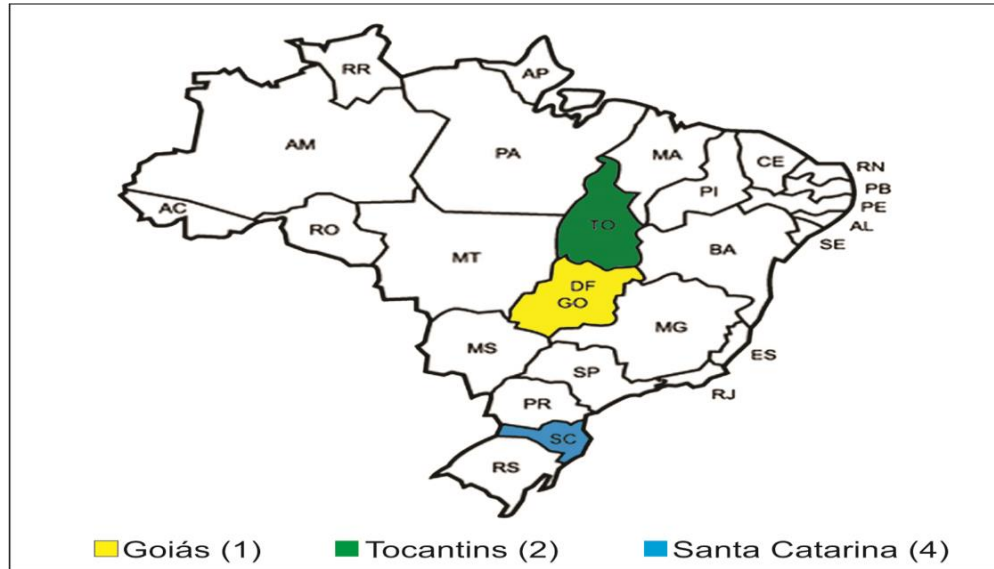 RR
AP
AM
PA
MA
CE
RN
PI
PB
PE
AC
TO
AL
RO
SE
BA
MT
DF
GO
MG
MS
ES
SP
RJ
PR
SC
RS
Goiás (1)
Tocantins (2)
Santa Catarina (4)